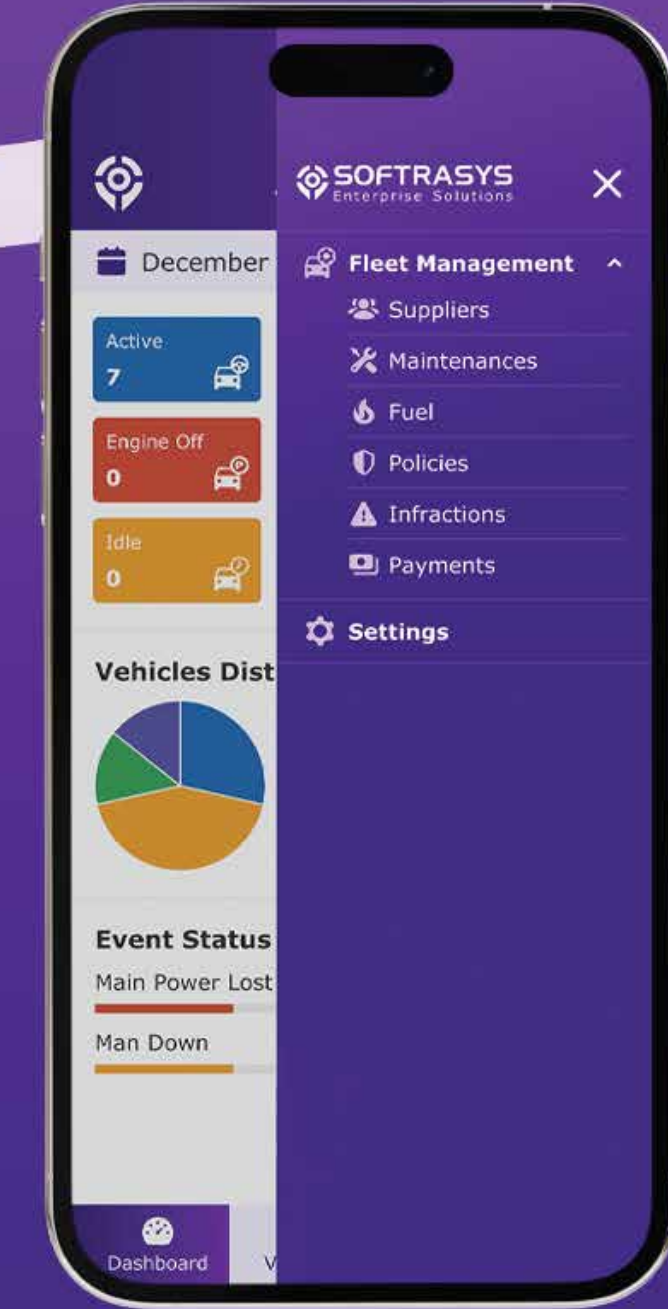 SOFTRASYS
Enterprise Solutions
December
Fleet Management
Suppliers
Active
7
Maintenances
Fuel
Engine Off
0
Policies
Infractions
Idle
0
Payments
Settings
Vehicles Dist
Event Status
Main Power Lost
Man Down
Dashboard
V